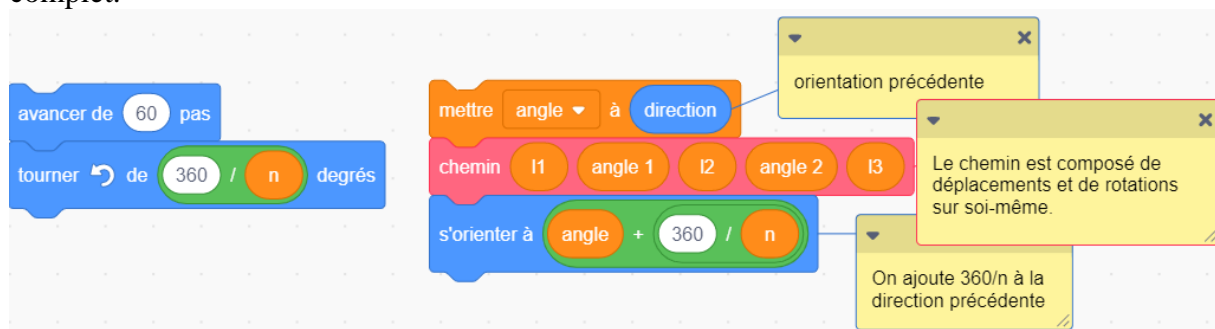 complet.
avancer de 60 pas
tourner de 360 / n degrés
mettre angle à direction
chemin l1 angle 1 l2 angle 2 l3
s'orienter à angle + 360 / n
orientation précédente
Le chemin est composé de
déplacements et de rotations
sur soi-même.
On ajoute 360/n à la
direction précédente